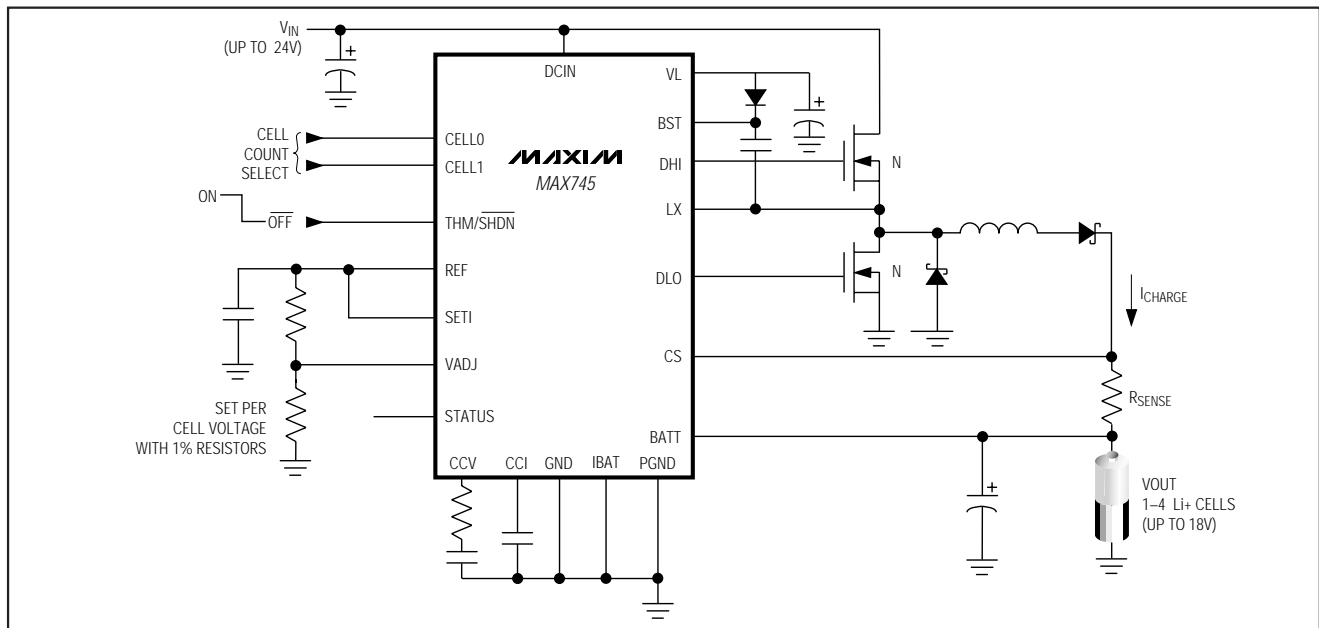 VIN
(UP TO 24V)
DCIN
VL
BST
DHI
LX
DLO
CS
BATT
CELL
COUNT
SELECT
CELL0
CELL1
ON
OFF
THM/SHDN
REF
SETI
VADJ
STATUS
SET PER
CELL VOLTAGE
WITH 1% RESISTORS
MAXIM
MAX745
CCV CCI GND IBAT PGND
N
N
ICHARGE
RSENSE
VOUT
1–4 Li+ CELLS
(UP TO 18V)